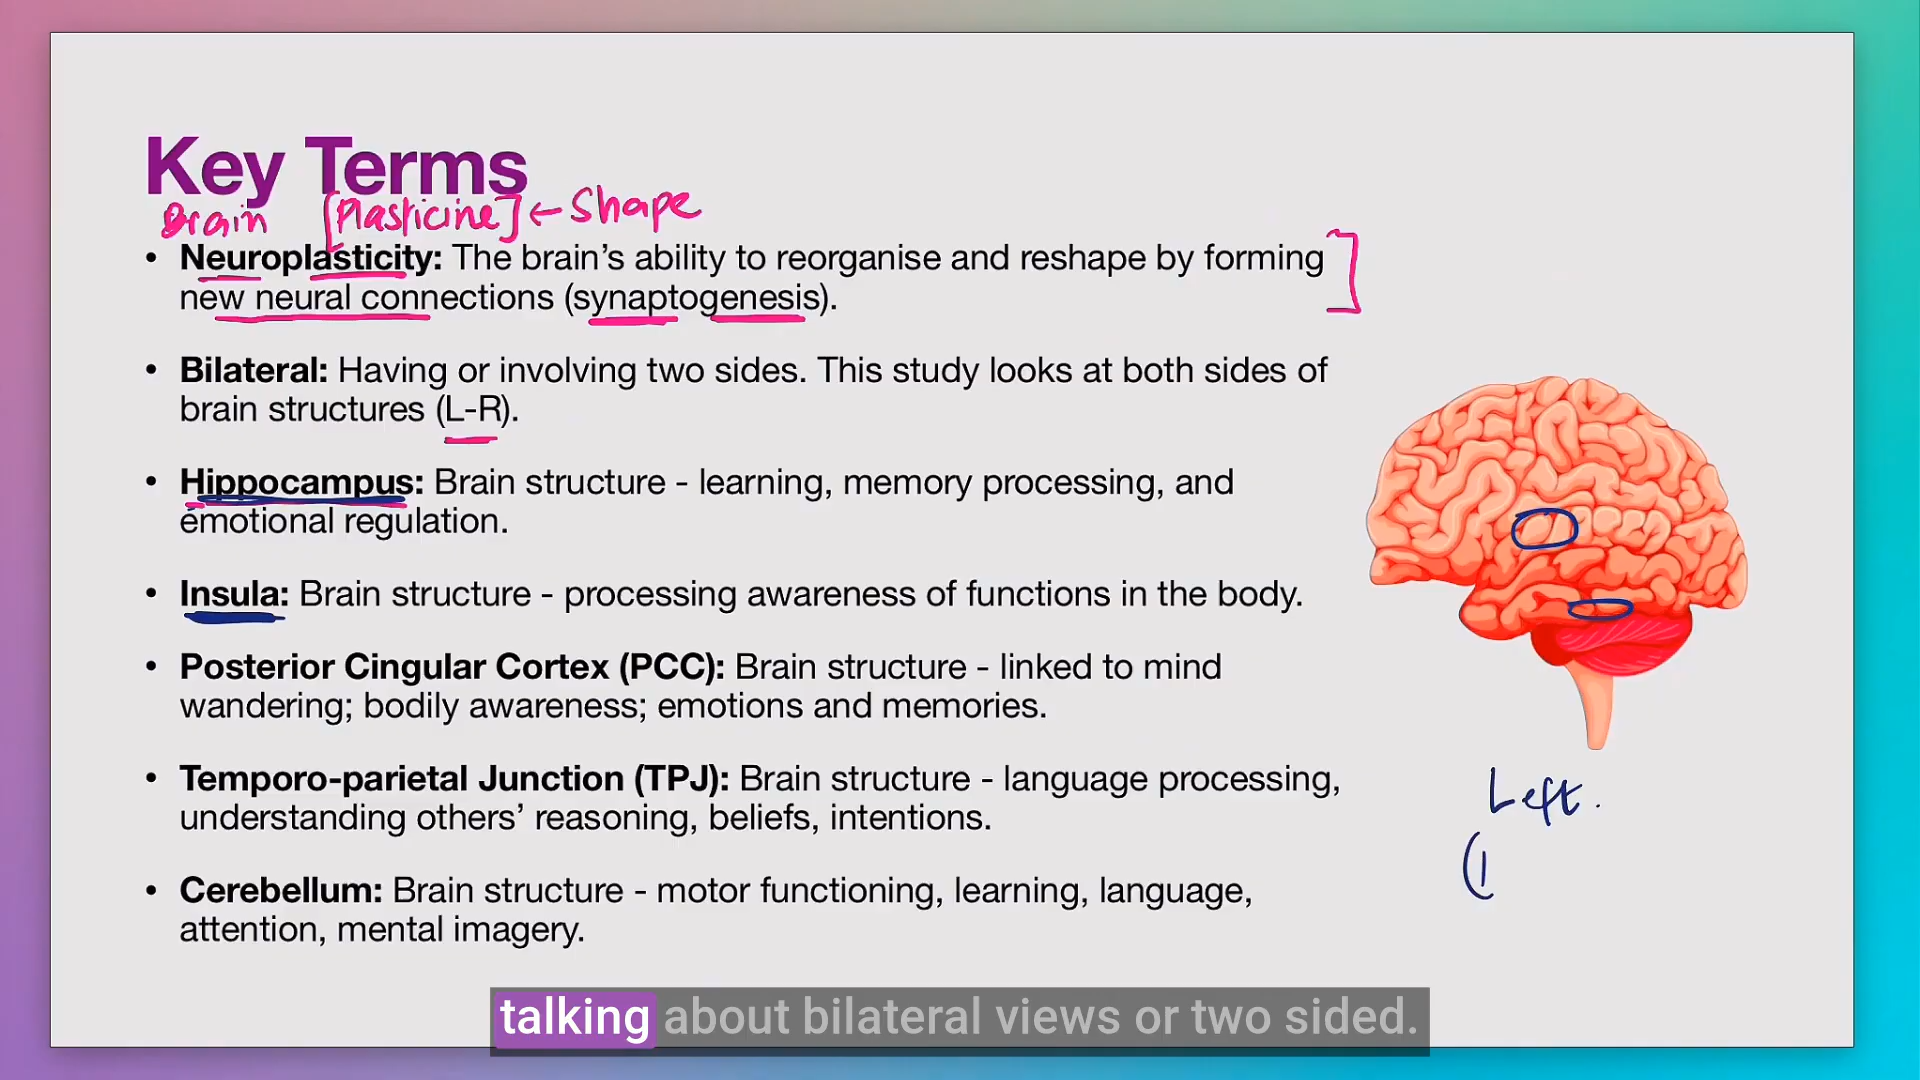 Key Terms
Brain [Plasticine] ← Shape
• Neuroplasticity: The brain’s ability to reorganise and reshape by forming
new neural connections (synaptogenesis).
• Bilateral: Having or involving two sides. This study looks at both sides of
brain structures (L-R).
• Hippocampus: Brain structure - learning, memory processing, and
emotional regulation.
• Insula: Brain structure - processing awareness of functions in the body.
• Posterior Cingular Cortex (PCC): Brain structure - linked to mind
wandering; bodily awareness; emotions and memories.
• Temporo-parietal Junction (TPJ): Brain structure - language processing,
understanding others’ reasoning, beliefs, intentions.
• Cerebellum: Brain structure - motor functioning, learning, language,
attention, mental imagery.
Left.
talking about bilateral views or two sided.